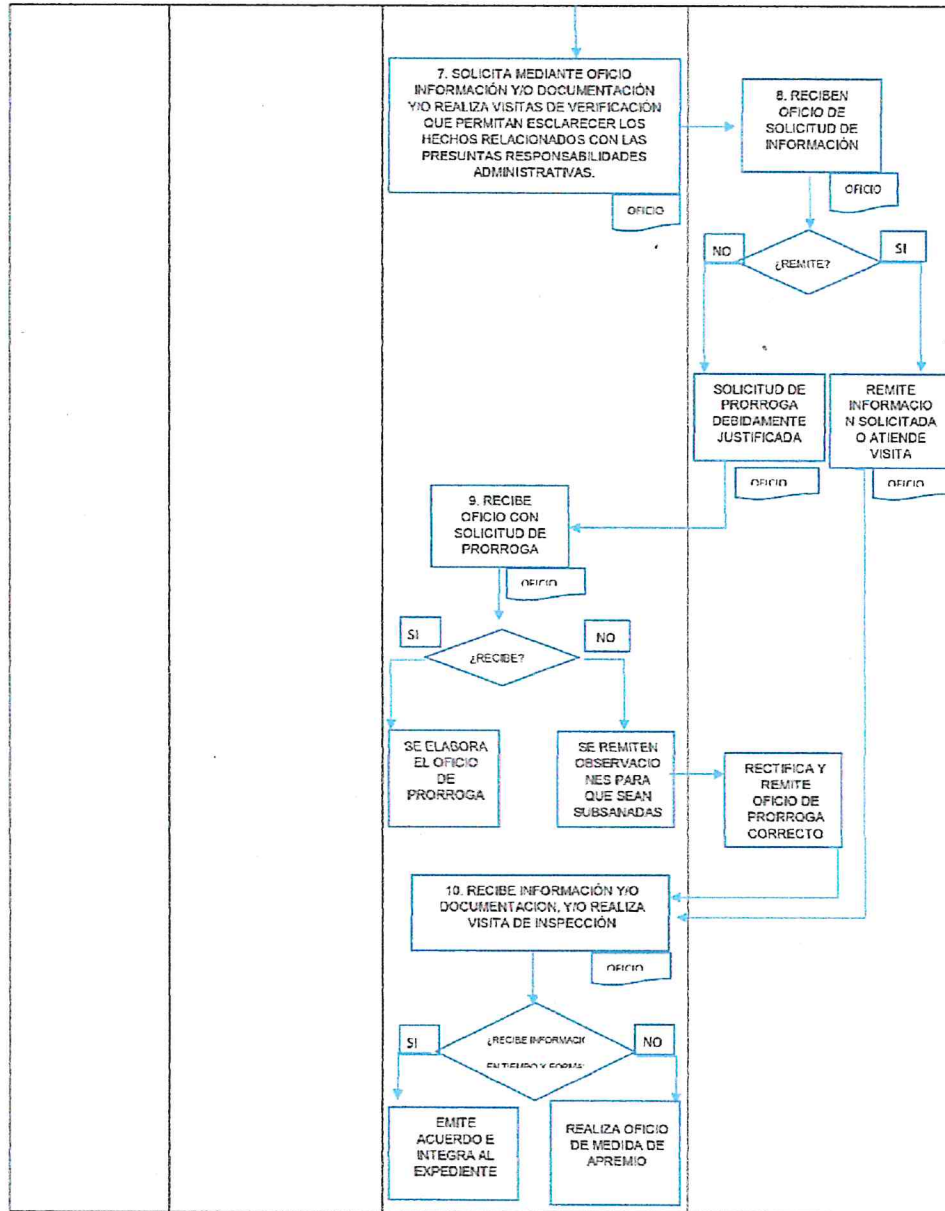 7. SOLICITA MEDIANTE OFICIO
INFORMACIÓN Y/O DOCUMENTACIÓN
Y/O REALIZA VISITAS DE VERIFICACIÓN
QUE PERMITAN ESCLARECER LOS
HECHOS RELACIONADOS CON LAS
PRESUNTAS RESPONSABILIDADES
ADMINISTRATIVAS.
OFICIO
8. RECIBEN
OFICIO DE
SOLICITUD DE
INFORMACIÓN
OFICIO
NO
¿REMITE?
SI
SOLICITUD DE
PRORROGA
DEBIDAMENTE
JUSTIFICADA
OFICIO
REMITE
INFORMACIO
N SOLICITADA
O ATIENDE
VISITA
OFICIO
9. RECIBE
OFICIO CON
SOLICITUD DE
PRORROGA
OFICIO
SI
¿RECIBE?
NO
SE ELABORA
EL OFICIO
DE
PRORROGA
SE REMITEN
OBSERVACIO
NES PARA
QUE SEAN
SUBSANADAS
RECTIFICA Y
REMITE
OFICIO DE
PRORROGA
CORRECTO
10. RECIBE INFORMACIÓN Y/O
DOCUMENTACION, Y/O REALIZA
VISITA DE INSPECCIÓN
OFICIO
SI
¿RECIBE INFORMACI
EN TIEMPO Y FORMA
NO
EMITE
ACUERDO E
INTEGRA AL
EXPEDIENTE
REALIZA OFICIO
DE MEDIDA DE
APREMIO